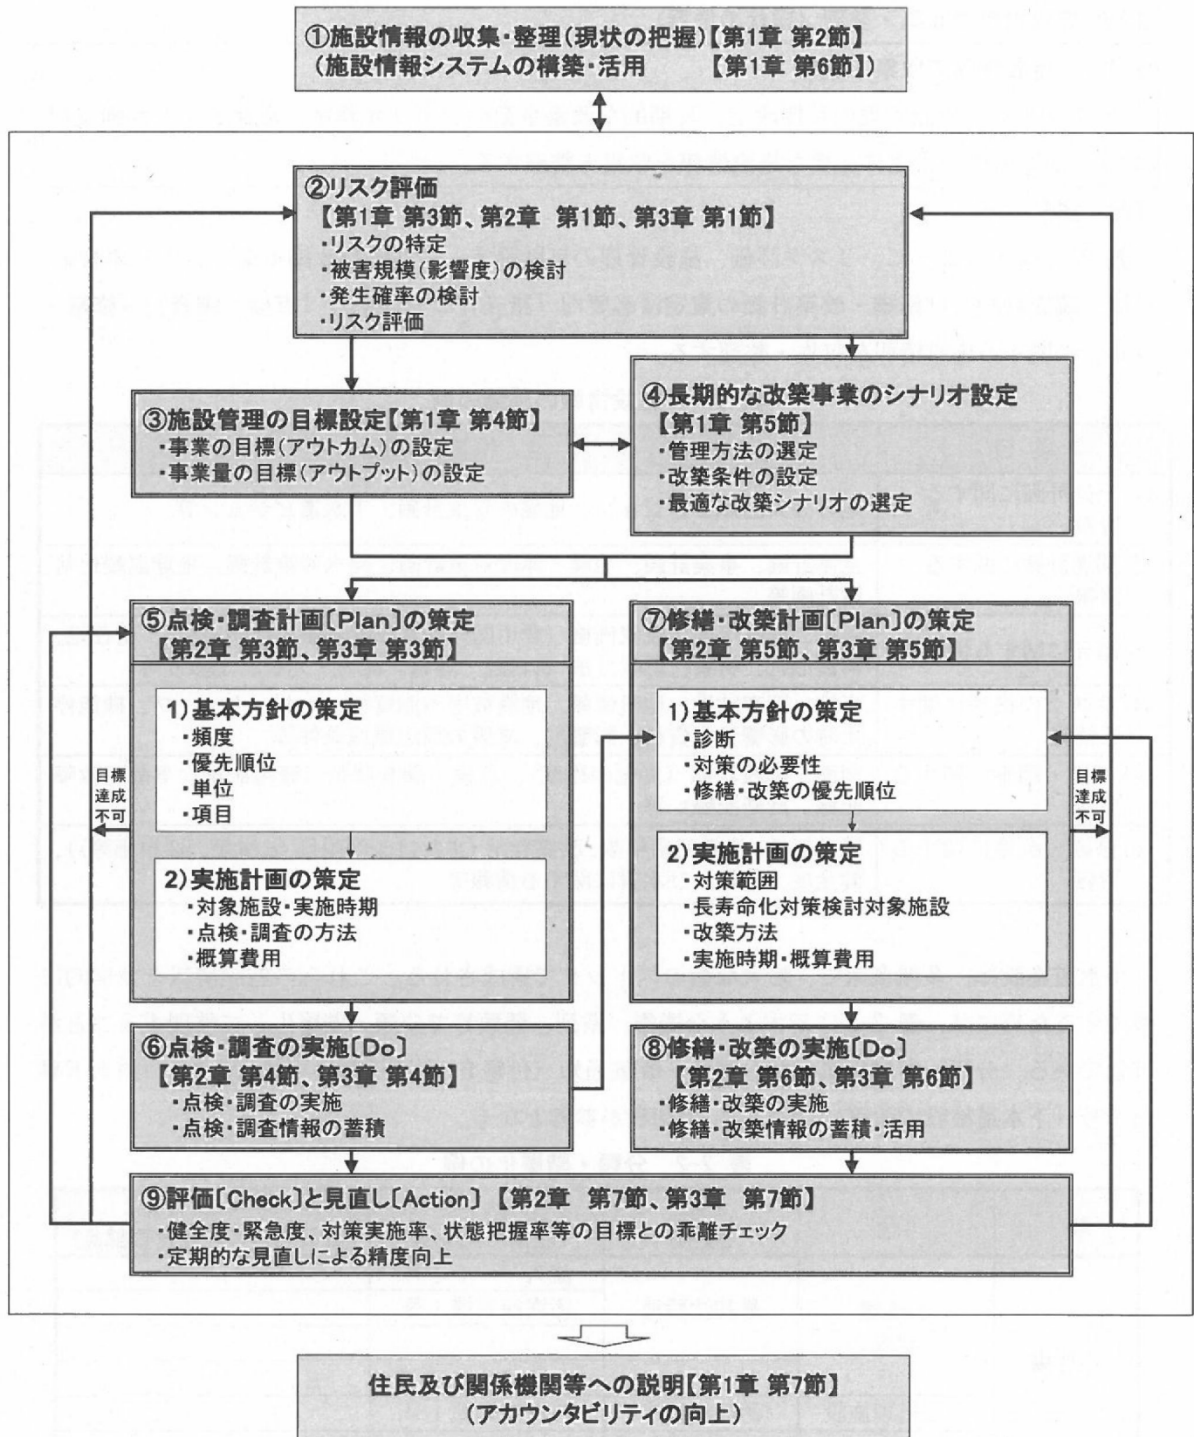 ①施設情報の収集・整理(現状の把握)【第1章 第2節】
(施設情報システムの構築・活用 【第1章 第6節】)
②リスク評価
【第1章 第3節、第2章 第1節、第3章 第1節】
・リスクの特定
・被害規模(影響度)の検討
・発生確率の検討
・リスク評価
③施設管理の目標設定【第1章 第4節】
・事業の目標(アウトカム)の設定
・事業量の目標(アウトプット)の設定
④長期的な改築事業のシナリオ設定
【第1章 第5節】
・管理方法の選定
・改築条件の設定
・最適な改築シナリオの選定
⑤点検・調査計画〔Plan〕の策定
【第2章 第3節、第3章 第3節】
1)基本方針の策定
・頻度
・優先順位
・単位
・項目
2)実施計画の策定
・対象施設・実施時期
・点検・調査の方法
・概算費用
目標
達成
不可
⑦修繕・改築計画〔Plan〕の策定
【第2章 第5節、第3章 第5節】
1)基本方針の策定
・診断
・対策の必要性
・修繕・改築の優先順位
2)実施計画の策定
・対策範囲
・長寿命化対策検討対象施設
・改築方法
・実施時期・概算費用
目標
達成
不可
⑥点検・調査の実施〔Do〕
【第2章 第4節、第3章 第4節】
・点検・調査の実施
・点検・調査情報の蓄積
⑧修繕・改築の実施〔Do〕
【第2章 第6節、第3章 第6節】
・修繕・改築の実施
・修繕・改築情報の蓄積・活用
⑨評価〔Check〕と見直し〔Action〕 【第2章 第7節、第3章 第7節】
・健全度・緊急度、対策実施率、状態把握率等の目標との乖離チェック
・定期的な見直しによる精度向上
住民及び関係機関等への説明【第1章 第7節】
(アカウンタビリティの向上)